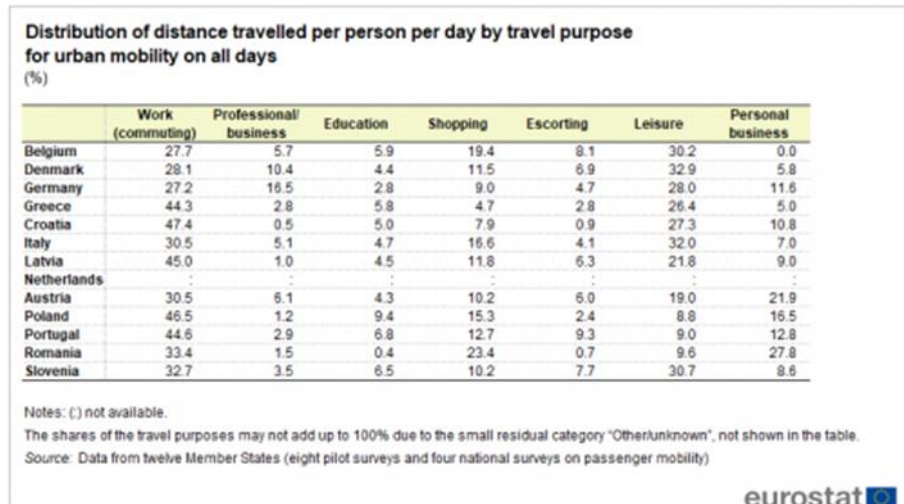 Distribution of distance travelled per person per day by travel purpose
for urban mobility on all days
(%)
Work (commuting) Professional/ business Education Shopping Escorting Leisure Personal business
Belgium 27.7 5.7 5.9 19.4 8.1 30.2 0.0
Denmark 28.1 10.4 4.4 11.5 6.9 32.9 5.8
Germany 27.2 16.5 2.8 9.0 4.7 28.0 11.6
Greece 44.3 2.8 5.8 4.7 2.8 26.4 5.0
Croatia 47.4 0.5 5.0 7.9 0.9 27.3 10.8
Italy 30.5 5.1 4.7 16.6 4.1 32.0 7.0
Latvia 45.0 1.0 4.5 11.8 6.3 21.8 9.0
Netherlands : : : : : : :
Austria 30.5 6.1 4.3 10.2 6.0 19.0 21.9
Poland 46.5 1.2 9.4 15.3 2.4 8.8 16.5
Portugal 44.6 2.9 6.8 12.7 9.3 9.0 12.8
Romania 33.4 1.5 0.4 23.4 0.7 9.6 27.8
Slovenia 32.7 3.5 6.5 10.2 7.7 30.7 8.6
Notes: (:) not available.
The shares of the travel purposes may not add up to 100% due to the small residual category "Other/unknown", not shown in the table.
Source: Data from twelve Member States (eight pilot surveys and four national surveys on passenger mobility)
eurostat